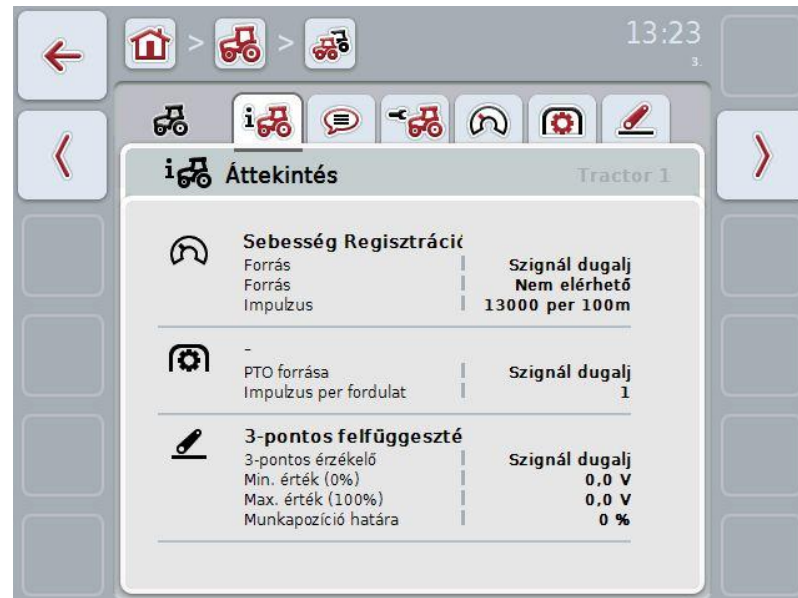 > >
13:23
3.
i
i Áttekintés Tractor 1
Sebesség Regisztráció
Forrás Szignál dugalj
Forrás Nem elérhető
Impulzus 13000 per 100m
-
PTO forrása Szignál dugalj
Impulzus per fordulat 1
3-pontos felfüggeszté
3-pontos érzékelő Szignál dugalj
Min. érték (0%) 0,0 V
Max. érték (100%) 0,0 V
Munkapozíció határa 0 %